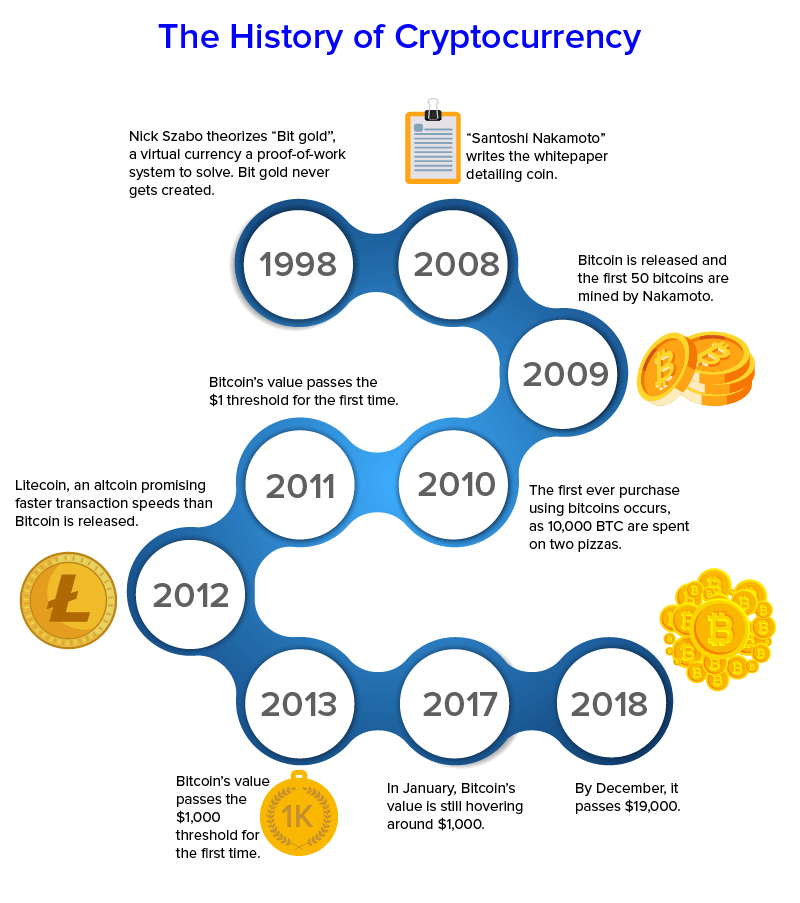 The History of Cryptocurrency
Nick Szabo theorizes “Bit gold”,
a virtual currency a proof-of-work
system to solve. Bit gold never
gets created.
“Santoshi Nakamoto”
writes the whitepaper
detailing coin.
1998
2008
Bitcoin is released and
the first 50 bitcoins are
mined by Nakamoto.
2009
Bitcoin’s value passes the
$1 threshold for the first time.
2011
2010
The first ever purchase
using bitcoins occurs,
as 10,000 BTC are spent
on two pizzas.
Litecoin, an altcoin promising
faster transaction speeds than
Bitcoin is released.
2012
2013
2017
2018
Bitcoin’s value
passes the
$1,000
threshold for
the first time.
1K
In January, Bitcoin’s
value is still hovering
around $1,000.
By December, it
passes $19,000.